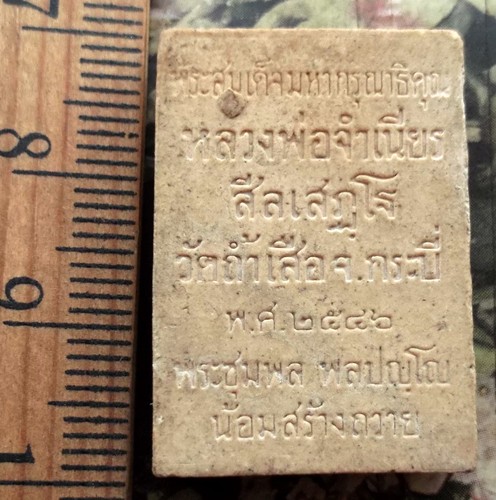 พระสมเด็จมหากรุณาธิคุณ
หลวงพ่อจำเนียร
สีลเสฏฺโฐ
วัดถ้ำเสือ จ.กระบี่
พ.ศ.๒๕๔๖
พระชุมพล พลปญฺโญ
น้อมสร้างถวาย
7
8
9
1